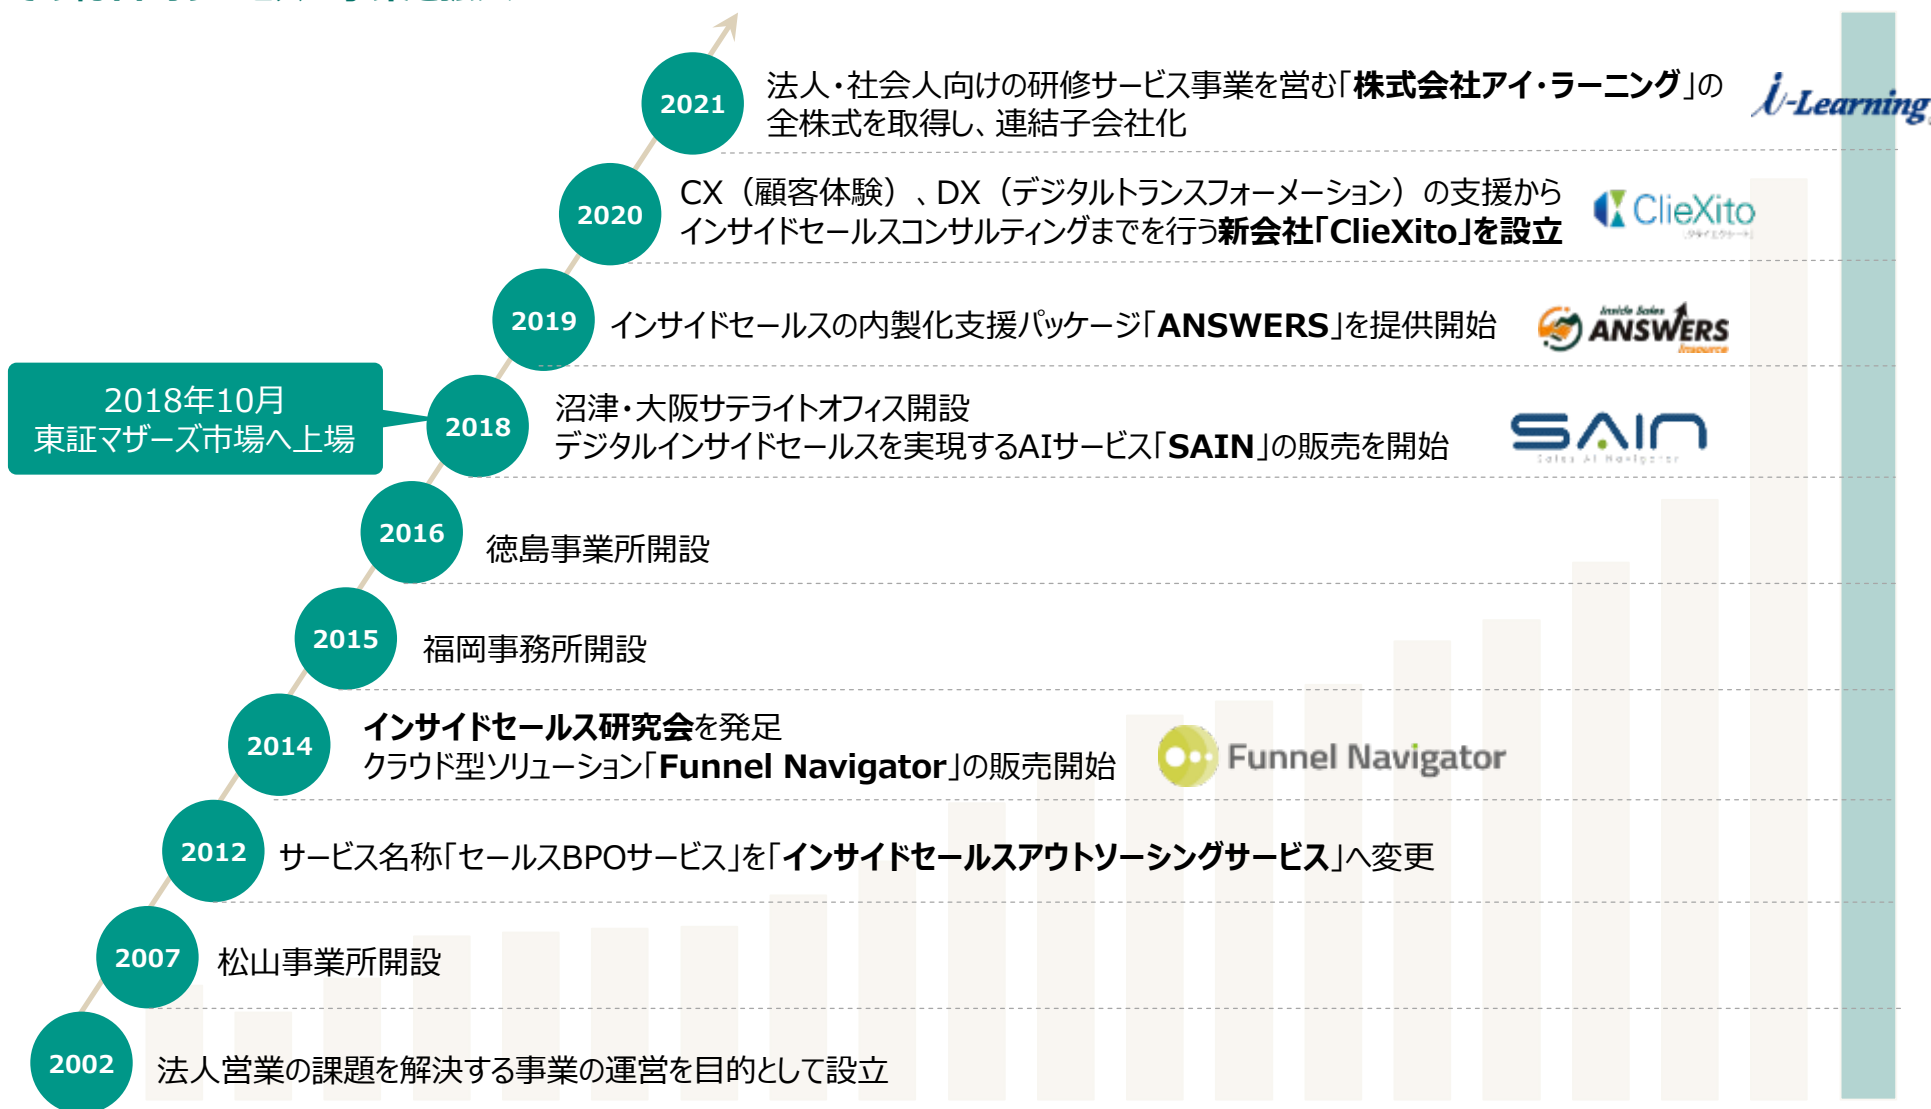 2021
法人・社会人向けの研修サービス事業を営む「株式会社アイ・ラーニング」の
全株式を取得し、連結子会社化
i-Learning
2020
CX（顧客体験）、DX（デジタルトランスフォーメーション）の支援から
インサイドセールスコンサルティングまでを行う新会社「ClieXito」を設立
ClieXito
2019
インサイドセールスの内製化支援パッケージ「ANSWERS」を提供開始
Inside Sales
ANSWERS
Insource
2018年10月
東証マザーズ市場へ上場
2018
沼津・大阪サテライトオフィス開設
デジタルインサイドセールスを実現するAIサービス「SAIN」の販売を開始
SAIN
Sales AI Navigator
2016
徳島事業所開設
2015
福岡事務所開設
2014
インサイドセールス研究会を発足
クラウド型ソリューション「Funnel Navigator」の販売開始
Funnel Navigator
2012
サービス名称「セールスBPOサービス」を「インサイドセールスアウトソーシングサービス」へ変更
2007
松山事業所開設
2002
法人営業の課題を解決する事業の運営を目的として設立